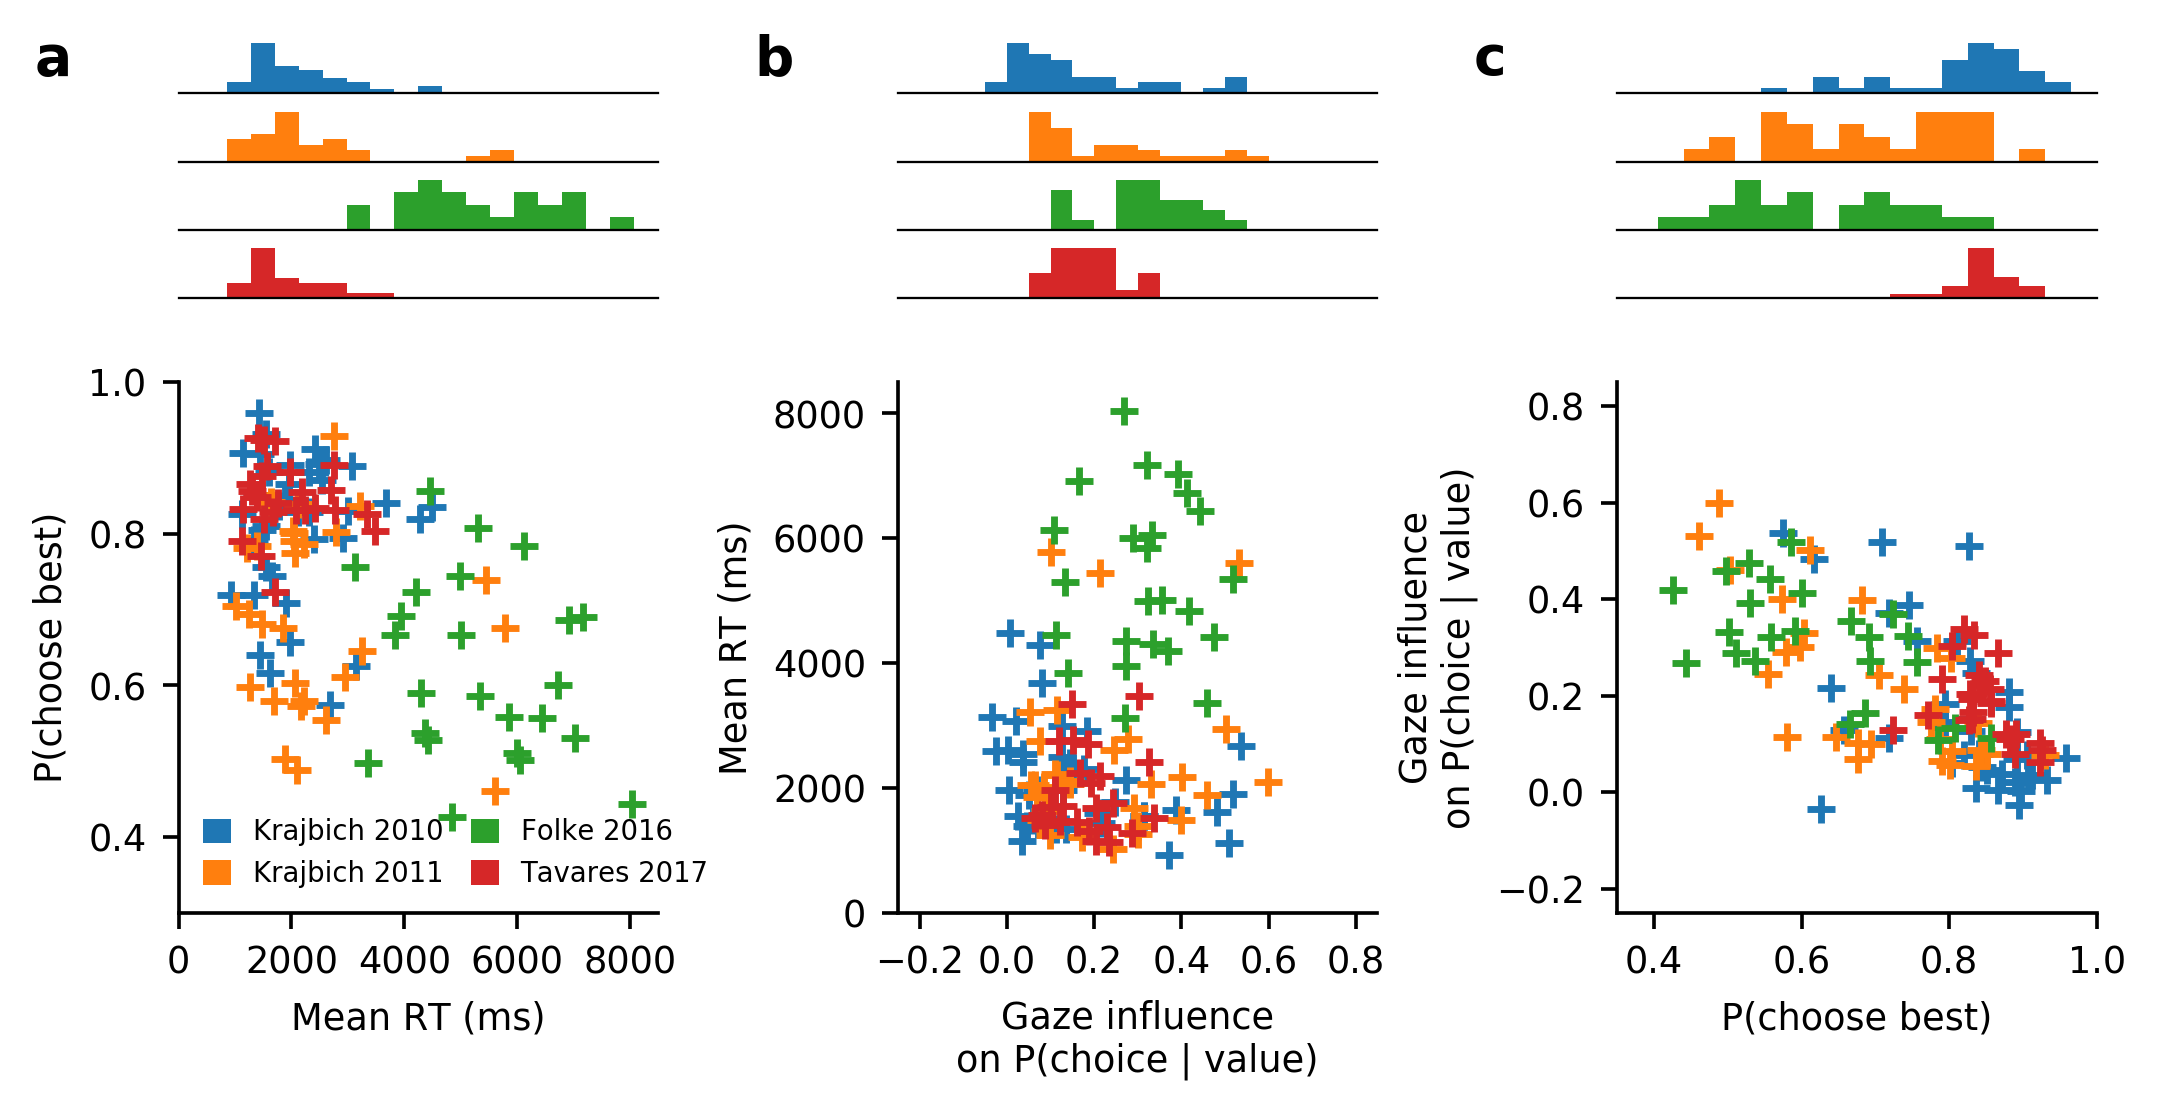 a
b
c
1.0
0.8
0.6
0.4
P(choose best)
Krajbich 2010
Krajbich 2011
Folke 2016
Tavares 2017
0 2000 4000 6000 8000
Mean RT (ms)
8000
6000
4000
2000
0
Mean RT (ms)
−0.2 0.0 0.2 0.4 0.6 0.8
Gaze influence
on P(choice | value)
0.8
0.6
0.4
0.2
0.0
−0.2
Gaze influence
on P(choice | value)
0.4 0.6 0.8 1.0
P(choose best)